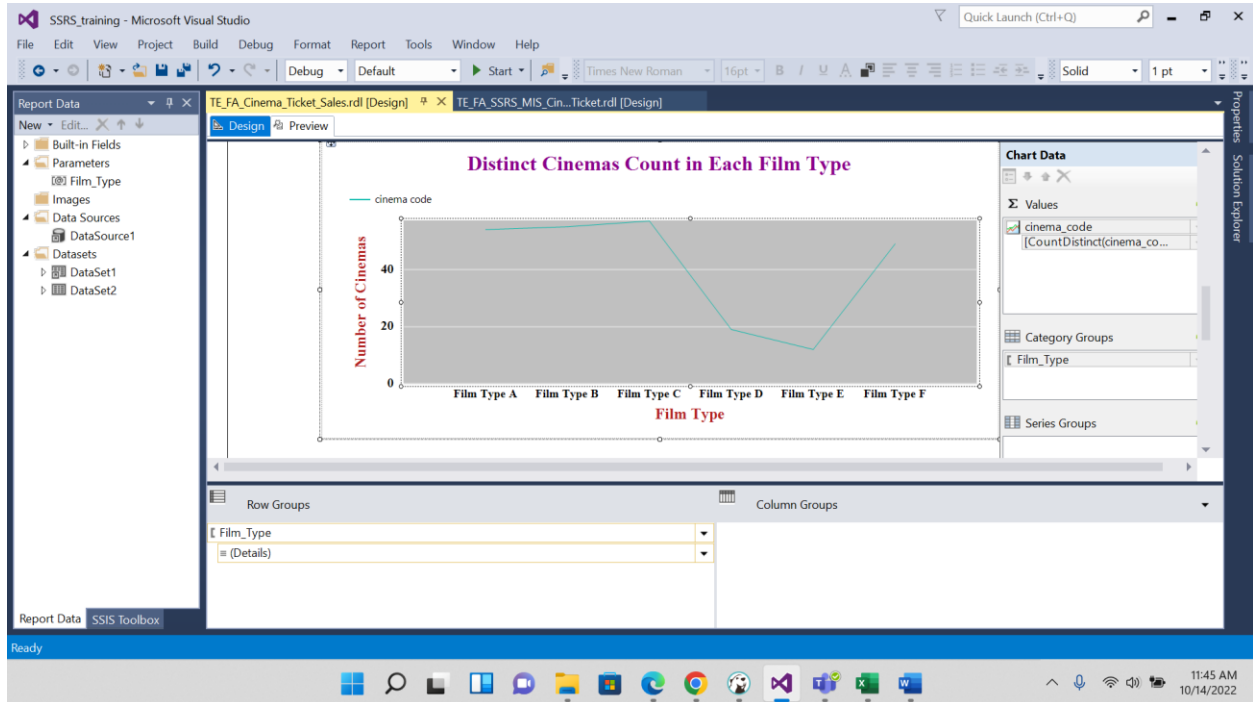 SSRS_training - Microsoft Visual Studio
Quick Launch (Ctrl+Q)
File Edit View Project Build Debug Format Report Tools Window Help
Debug Default Start Times New Roman 16pt B I U A Solid 1 pt
Report Data
TE_FA_Cinema_Ticket_Sales.rdl [Design] TE_FA_SSRS_MIS_Cin...Ticket.rdl [Design]
New Edit...
Design Preview
Built-in Fields
Parameters
Film_Type
Images
Data Sources
DataSource1
Datasets
DataSet1
DataSet2
Distinct Cinemas Count in Each Film Type
cinema code
Number of Cinemas
40
20
0
Film Type A Film Type B Film Type C Film Type D Film Type E Film Type F
Film Type
Chart Data
Σ Values
cinema_code
[CountDistinct(cinema_co...
Category Groups
Film_Type
Series Groups
Properties
Solution Explorer
Row Groups
Column Groups
Film_Type
(Details)
Report Data SSIS Toolbox
Ready
11:45 AM
10/14/2022